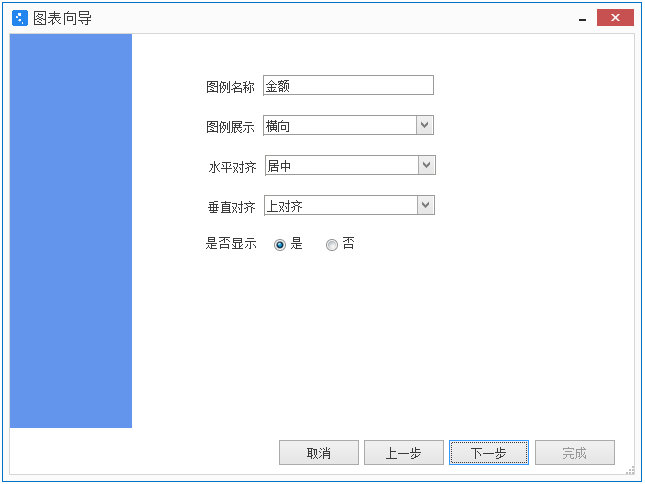 图表向导
图例名称 金额
图例展示 横向
水平对齐 居中
垂直对齐 上对齐
是否显示 是 否
取消 上一步 下一步 完成